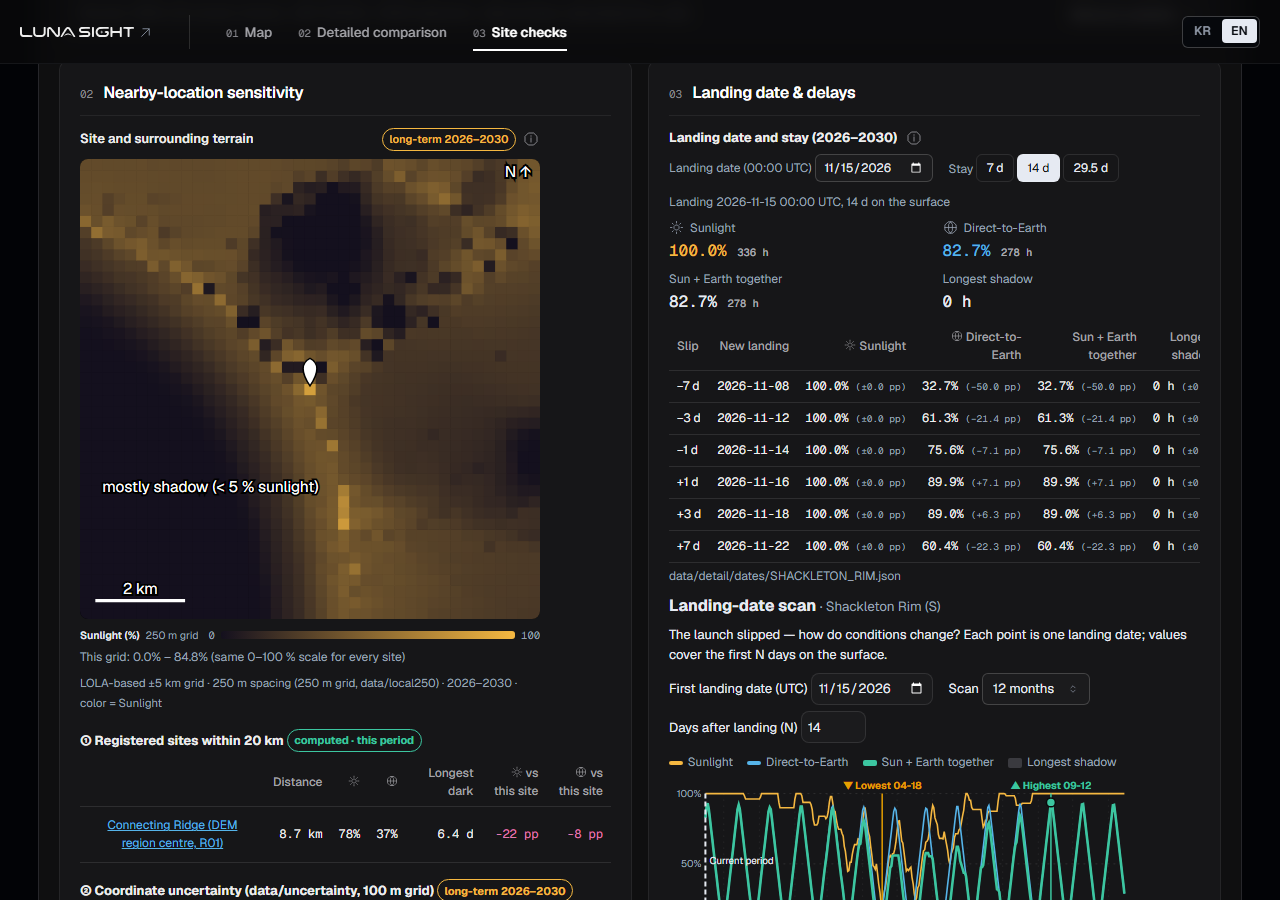 LUNA SIGHT ↗
01 Map
02 Detailed comparison
03 Site checks
KR EN
02 Nearby-location sensitivity
Site and surrounding terrain
long-term 2026–2030
N↑
mostly shadow (< 5 % sunlight)
2 km
Sunlight (%) 250 m grid 0 100
This grid: 0.0% – 84.8% (same 0–100 % scale for every site)
LOLA-based ±5 km grid · 250 m spacing (250 m grid, data/local250) · 2026–2030 ·
color = Sunlight
① Registered sites within 20 km computed · this period
Distance Longest dark vs this site vs this site
Connecting Ridge (DEM region centre, R01) 8.7 km 78% 37% 6.4 d -22 pp -8 pp
② Coordinate uncertainty (data/uncertainty, 100 m grid) long-term 2026–2030
03 Landing date & delays
Landing date and stay (2026–2030)
Landing date (00:00 UTC) 11/15/2026 Stay 7 d 14 d 29.5 d
Landing 2026-11-15 00:00 UTC, 14 d on the surface
Sunlight
100.0% 336 h
Direct-to-Earth
82.7% 278 h
Sun + Earth together
82.7% 278 h
Longest shadow
0 h
Slip New landing Sunlight Direct-to-Earth Sun + Earth together
−7 d 2026-11-08 100.0% (±0.0 pp) 32.7% (−50.0 pp) 32.7% (−50.0 pp) 0 h (±0
−3 d 2026-11-12 100.0% (±0.0 pp) 61.3% (−21.4 pp) 61.3% (−21.4 pp) 0 h (±0
−1 d 2026-11-14 100.0% (±0.0 pp) 75.6% (−7.1 pp) 75.6% (−7.1 pp) 0 h (±0
+1 d 2026-11-16 100.0% (±0.0 pp) 89.9% (+7.1 pp) 89.9% (+7.1 pp) 0 h (±0
+3 d 2026-11-18 100.0% (±0.0 pp) 89.0% (+6.3 pp) 89.0% (+6.3 pp) 0 h (±0
+7 d 2026-11-22 100.0% (±0.0 pp) 60.4% (−22.3 pp) 60.4% (−22.3 pp) 0 h (±0
data/detail/dates/SHACKLETON_RIM.json
Landing-date scan · Shackleton Rim (S)
The launch slipped — how do conditions change? Each point is one landing date; values
cover the first N days on the surface.
First landing date (UTC) 11/15/2026 Scan 12 months
Days after landing (N) 14
Sunlight Direct-to-Earth Sun + Earth together Longest shadow
▼ Lowest 04-18 ▲ Highest 09-12
100%
50%
Current period